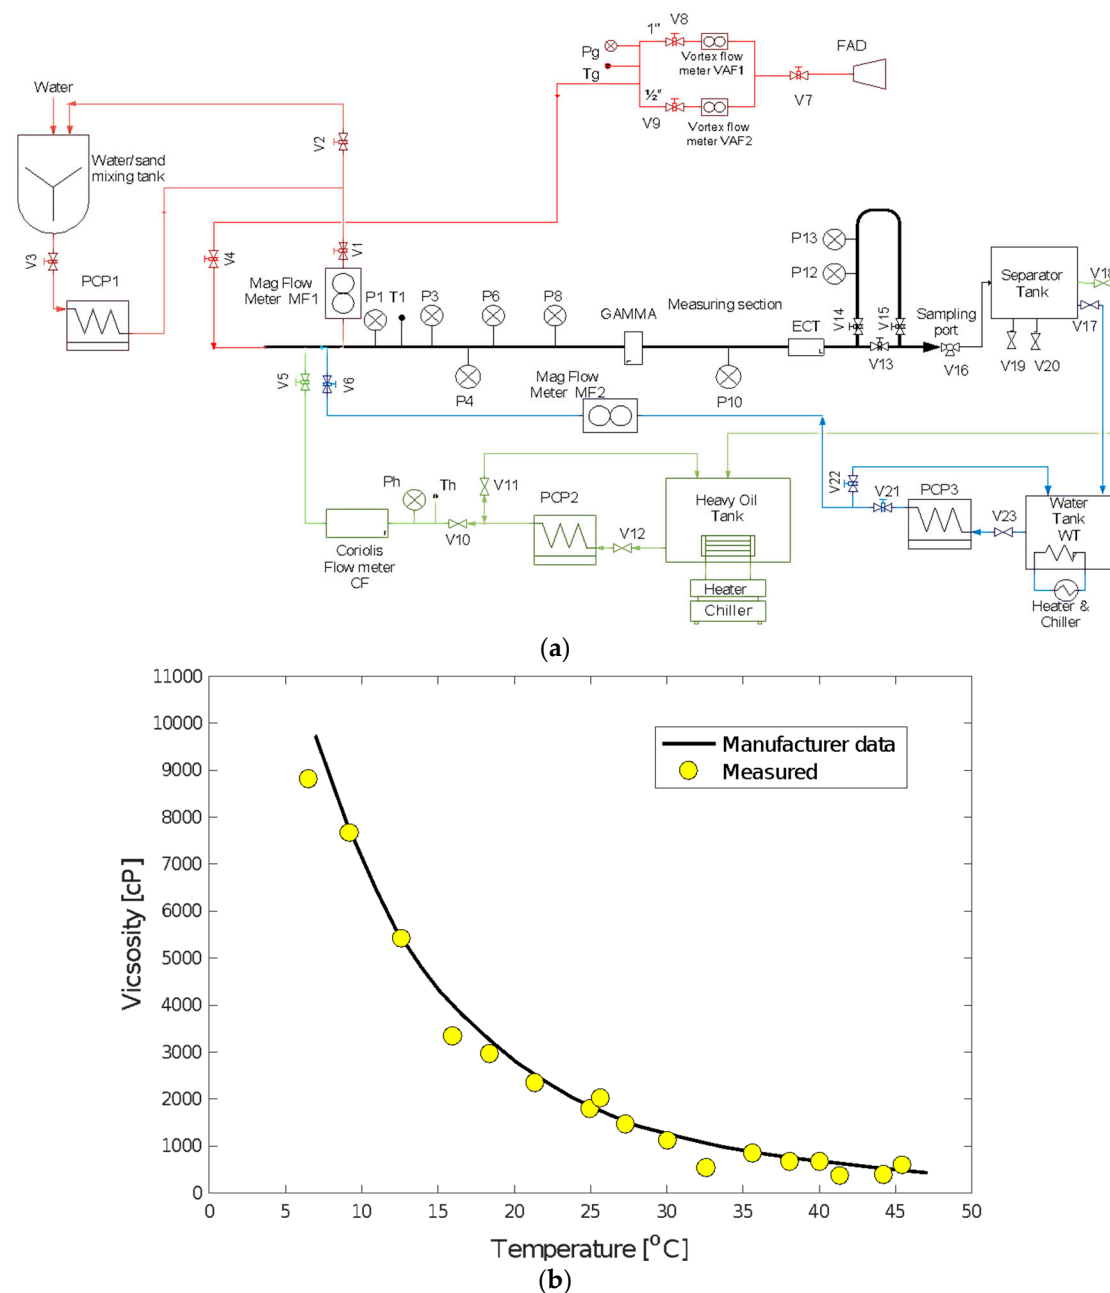 1" V8
Pg
Vortex flow
meter VAF1
FAD
Tg
½"
V7
V9
Vortex flow
meter VAF2
Water
V2
Water/sand
mixing tank
V3
PCP1
V4
V1
Mag Flow
Meter MF1
P1 T1 P3 P6 P8
GAMMA
Measuring section
ECT
P13
P12
V14
V15
Sampling
port
Separator
Tank
V18
V17
V13
V16
V19 V20
V5
V6
P4
Mag Flow
Meter MF2
P10
Ph
Th
V11
PCP2
V10
V12
Coriolis
Flow meter
CF
Heavy Oil
Tank
Heater
Chiller
V22
V21
PCP3
V23
Water
Tank
WT
Heater &
Chiller
(a)
11000
10000
9000
8000
7000
6000
5000
4000
3000
2000
1000
0
Vicsosity [cP]
Manufacturer data
Measured
0 5 10 15 20 25 30 35 40 45 50
Temperature [°C]
(b)